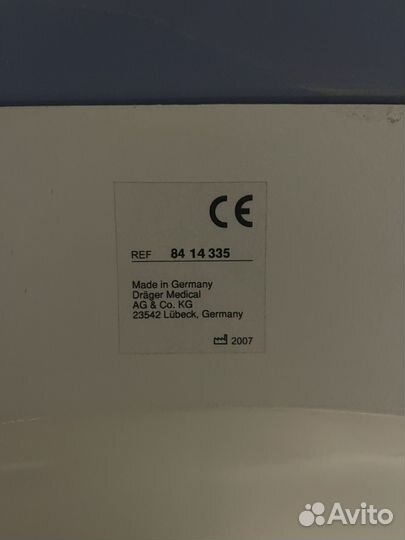 CE
REF 84 14 335
Made in Germany
Dräger Medical
AG & Co. KG
23542 Lübeck, Germany
2007
Avito